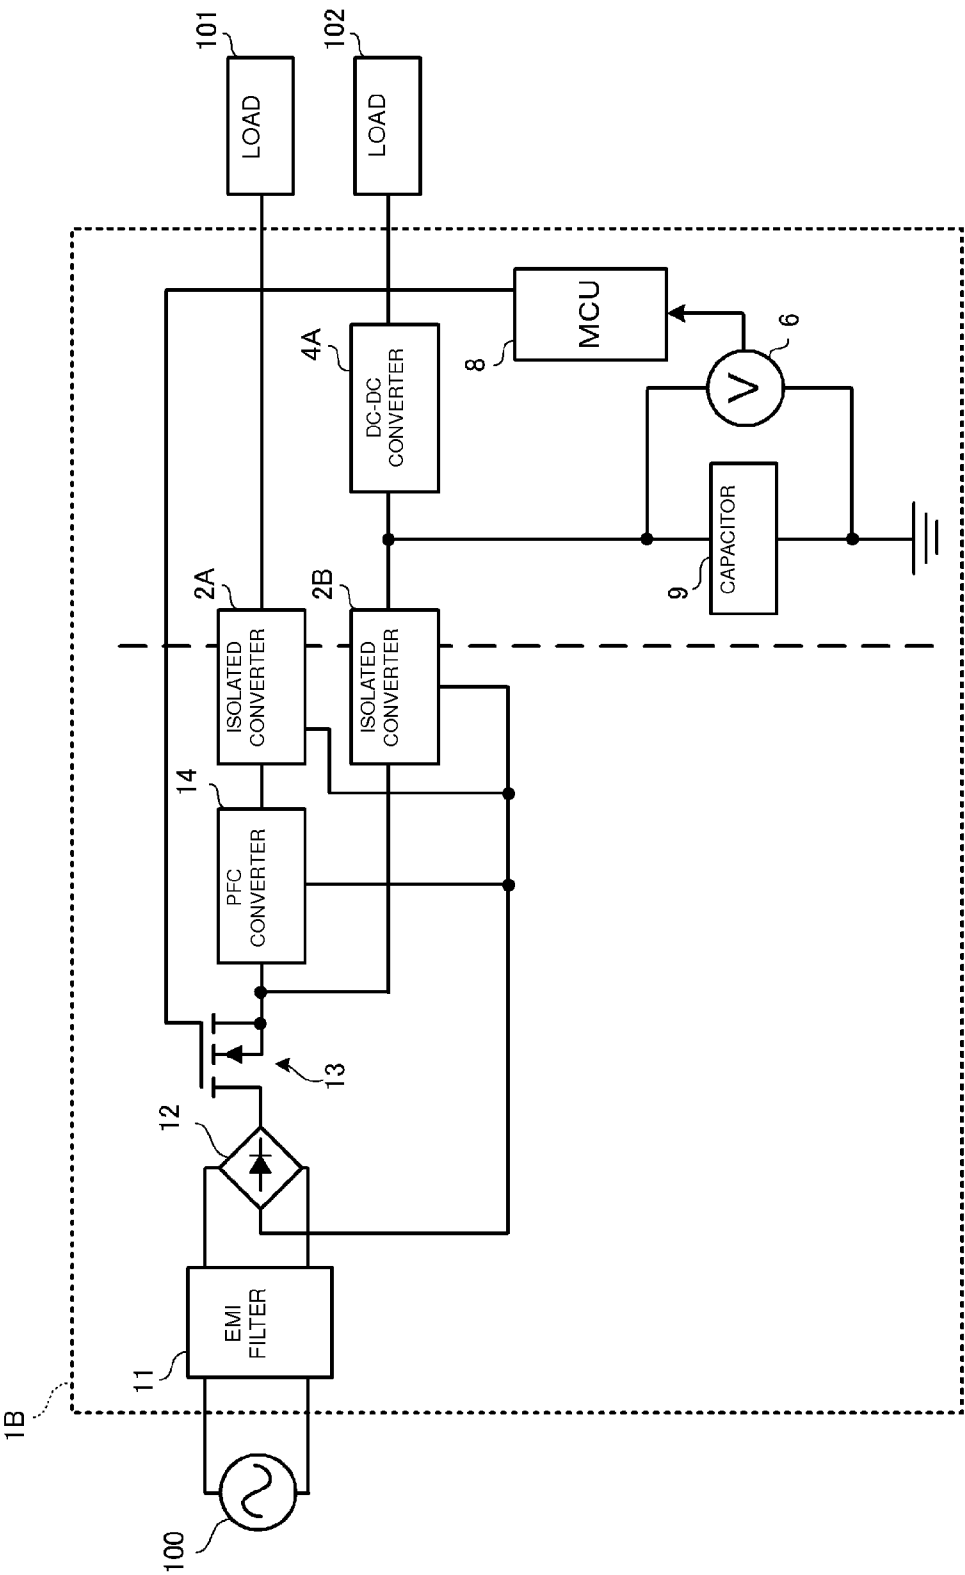 1B
100
11
EMI
FILTER
12
13
14
PFC
CONVERTER
2A
ISOLATED
CONVERTER
2B
ISOLATED
CONVERTER
4A
DC-DC
CONVERTER
9
CAPACITOR
V
6
8
MCU
101
LOAD
102
LOAD